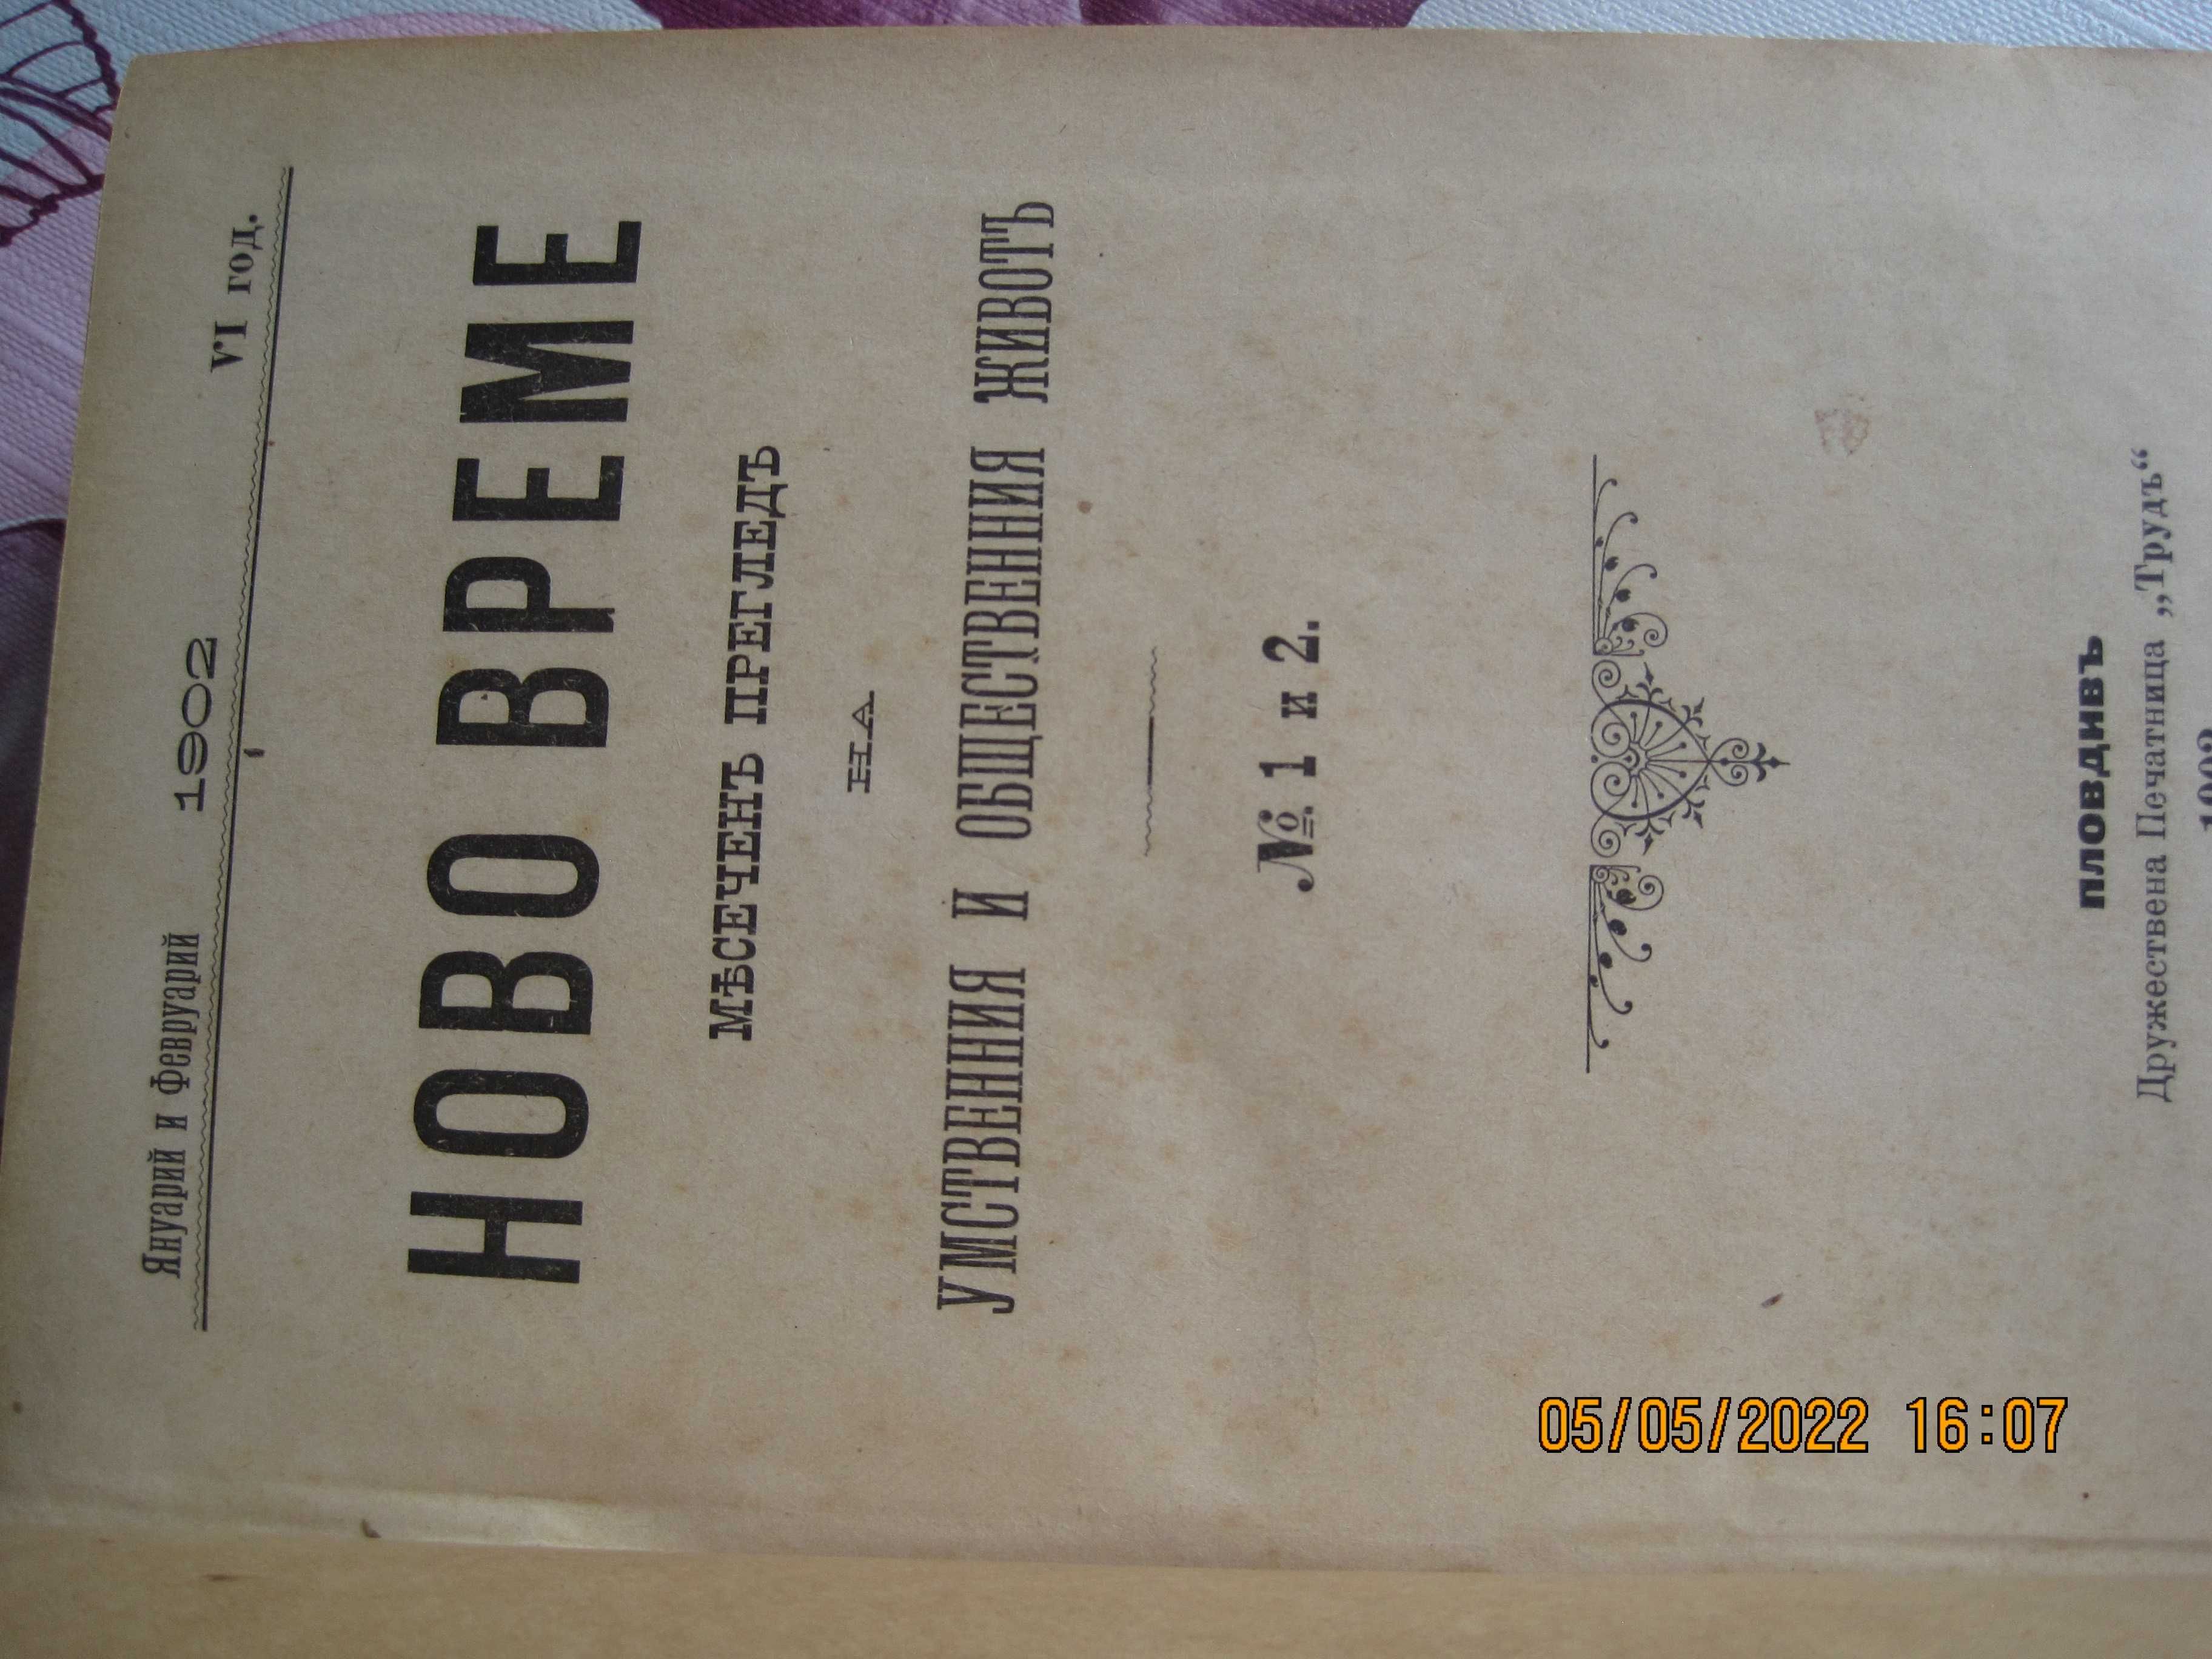 Януарий и Февруарий 1902 VI год.
НОВО ВРЕМЕ
МѢСЕЧЕНЪ ПРЕГЛЕДЪ
НА
УМСТВЕННИЯ И ОБЩЕСТВЕННИЯ ЖИВОТЪ
№ 1 и 2.
ПЛОВДИВЪ
Дружествена Печатница „Трудъ“
05/05/2022 16:07